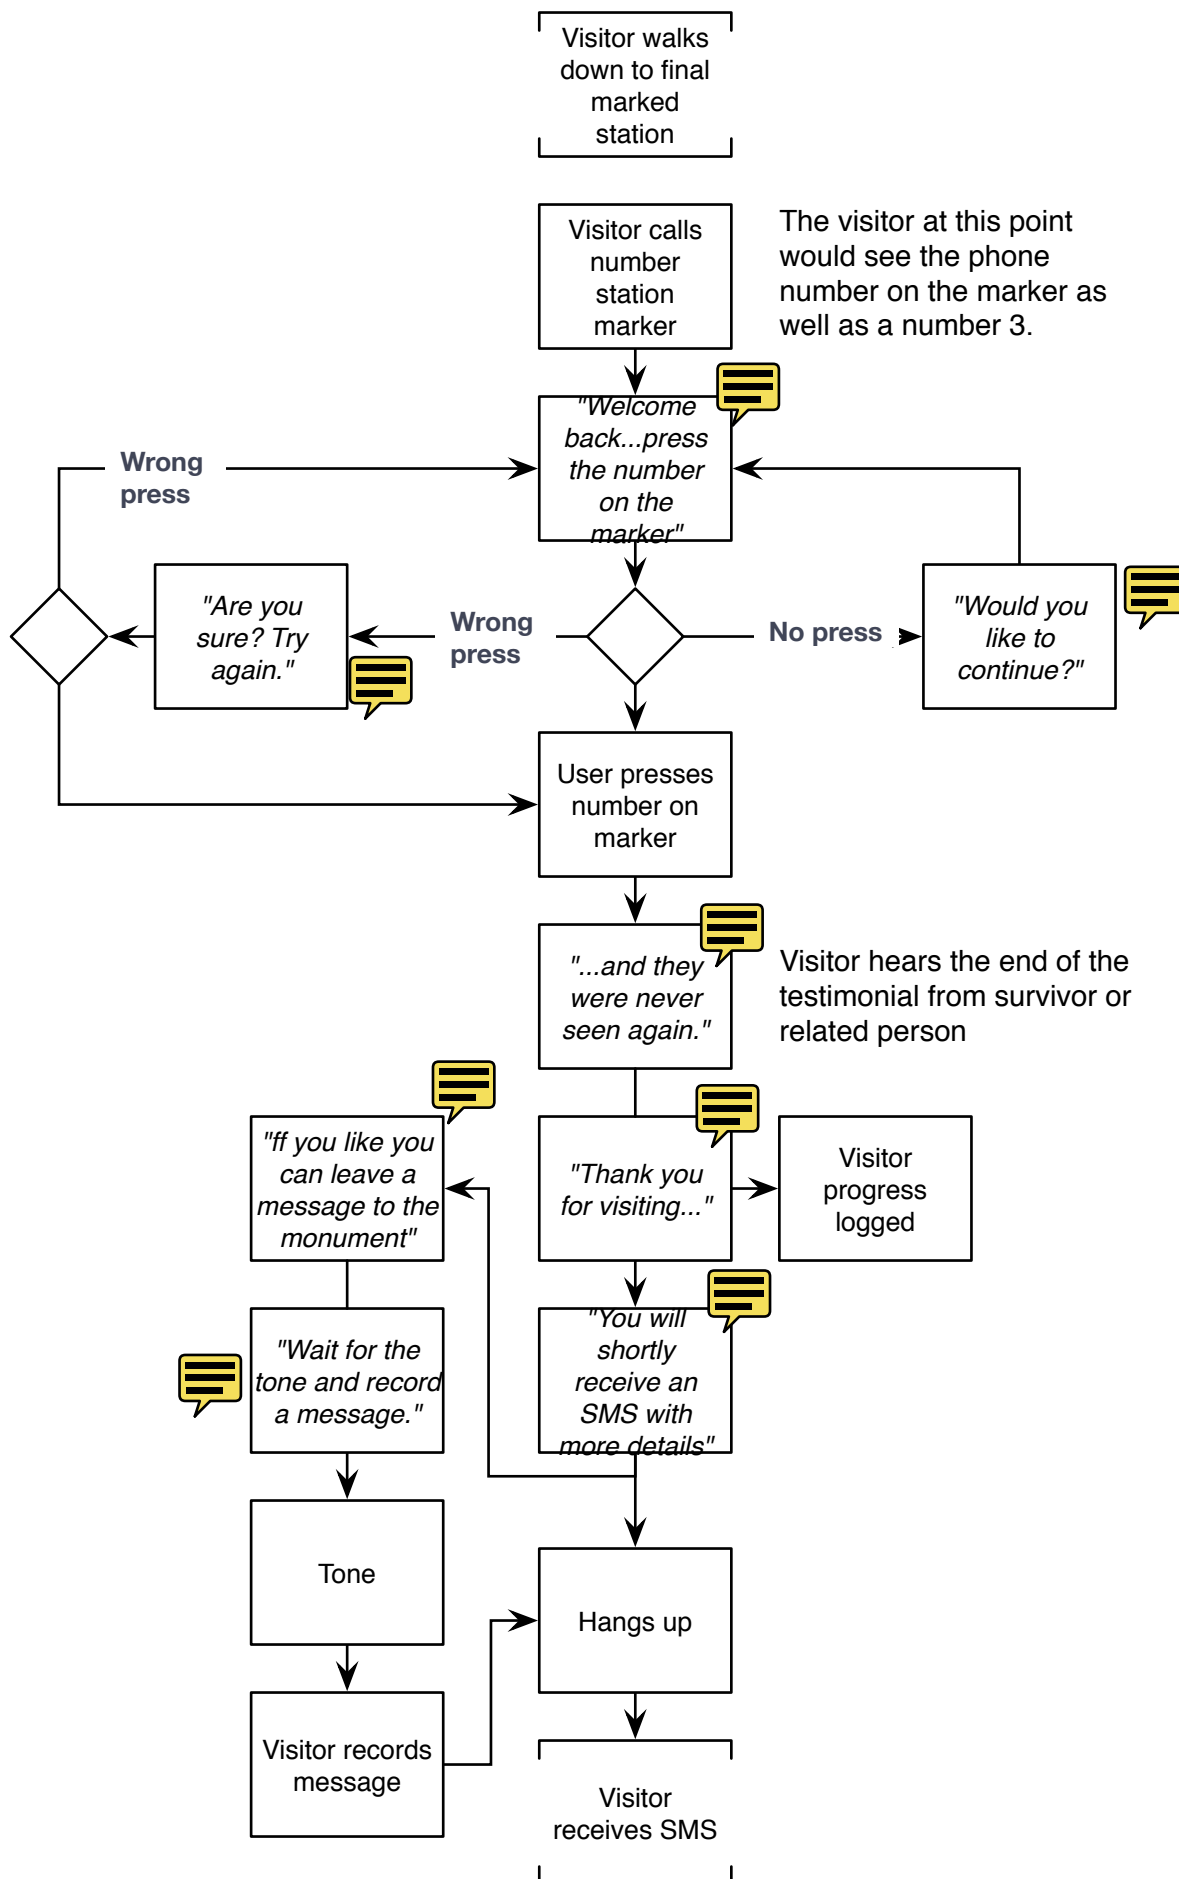 Visitor walks
down to final
marked
station
Visitor calls
number
station
marker
The visitor at this point
would see the phone
number on the marker as
well as a number 3.
"Welcome
back...press
the number
on the
marker"
Wrong
press
"Are you
sure? Try
again."
Wrong
press
No press
"Would you
like to
continue?"
User presses
number on
marker
"...and they
were never
seen again."
Visitor hears the end of the
testimonial from survivor or
related person
"ff you like you
can leave a
message to the
monument"
"Thank you
for visiting..."
Visitor
progress
logged
"Wait for the
tone and record
a message."
"You will
shortly
receive an
SMS with
more details"
Tone
Hangs up
Visitor records
message
Visitor
receives SMS